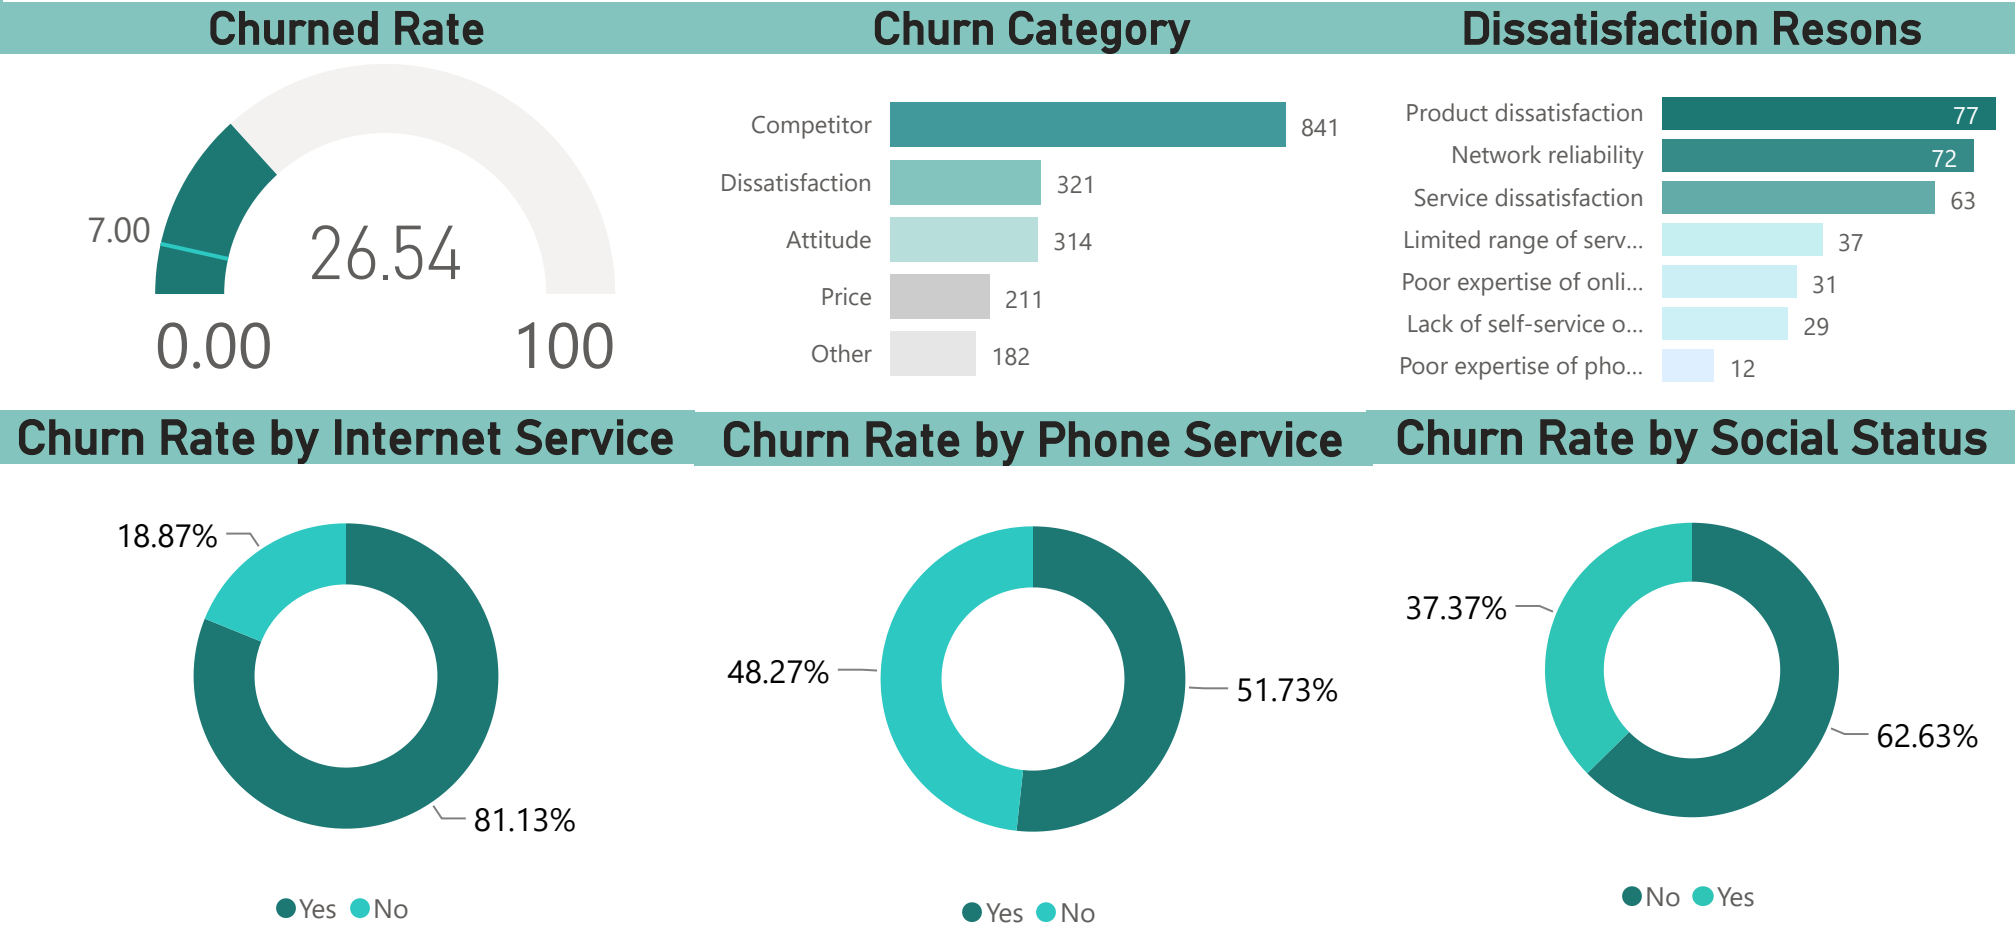 Churned Rate
7.00
26.54
0.00
100
Churn Category
Competitor 841
Dissatisfaction 321
Attitude 314
Price 211
Other 182
Dissatisfaction Resons
Product dissatisfaction 77
Network reliability 72
Service dissatisfaction 63
Limited range of serv... 37
Poor expertise of onli... 31
Lack of self-service o... 29
Poor expertise of pho... 12
Churn Rate by Internet Service
18.87%
81.13%
Yes No
Churn Rate by Phone Service
48.27%
51.73%
Yes No
Churn Rate by Social Status
37.37%
62.63%
No Yes